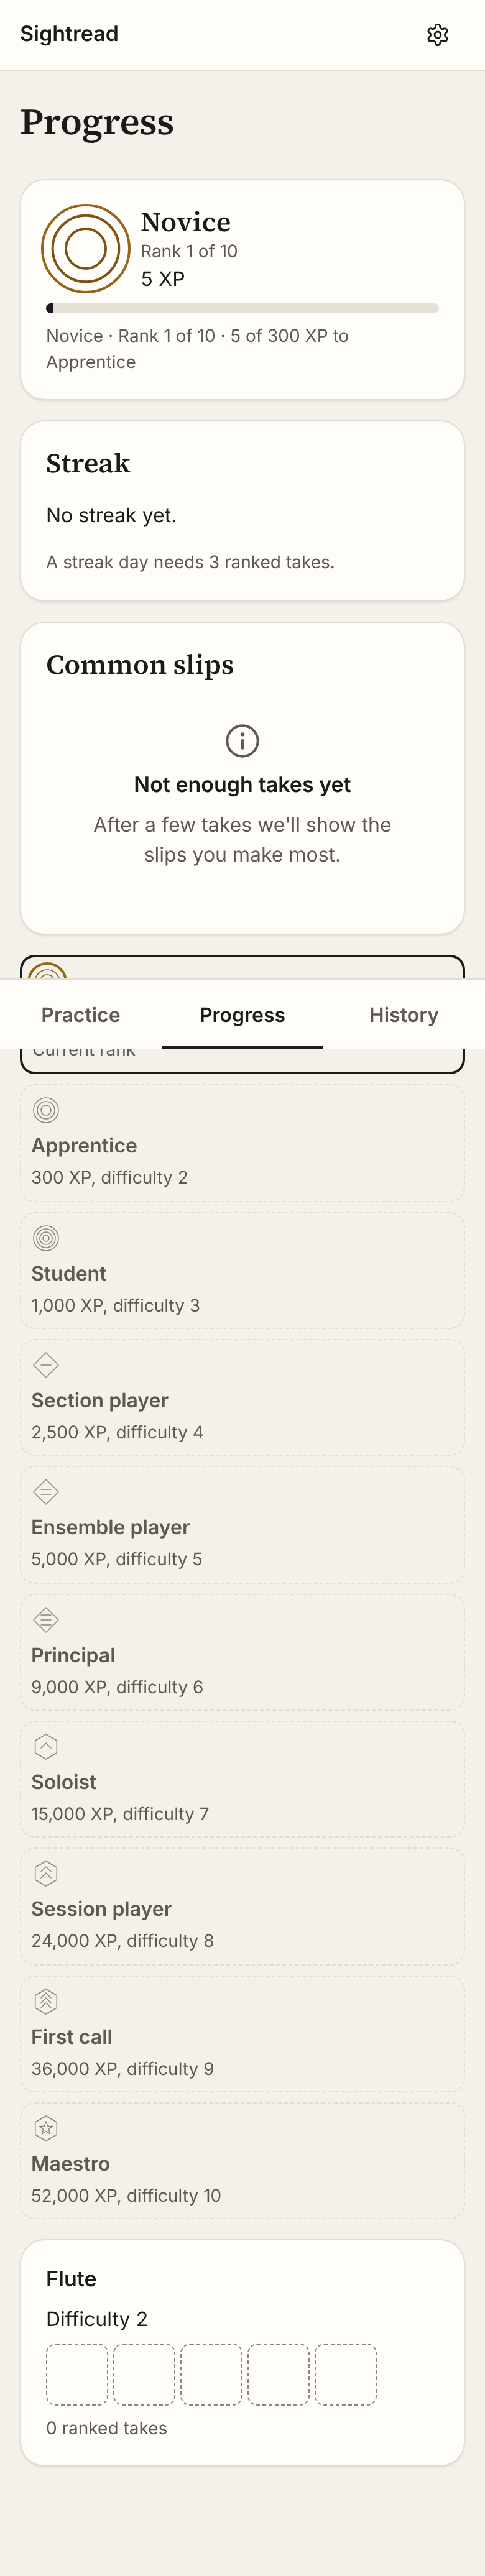 Sightread
Progress
Novice
Rank 1 of 10
5 XP
Novice · Rank 1 of 10 · 5 of 300 XP to
Apprentice
Streak
No streak yet.
A streak day needs 3 ranked takes.
Common slips
Not enough takes yet
After a few takes we'll show the
slips you make most.
Practice
Progress
History
Current rank
Apprentice
300 XP, difficulty 2
Student
1,000 XP, difficulty 3
Section player
2,500 XP, difficulty 4
Ensemble player
5,000 XP, difficulty 5
Principal
9,000 XP, difficulty 6
Soloist
15,000 XP, difficulty 7
Session player
24,000 XP, difficulty 8
First call
36,000 XP, difficulty 9
Maestro
52,000 XP, difficulty 10
Flute
Difficulty 2
0 ranked takes